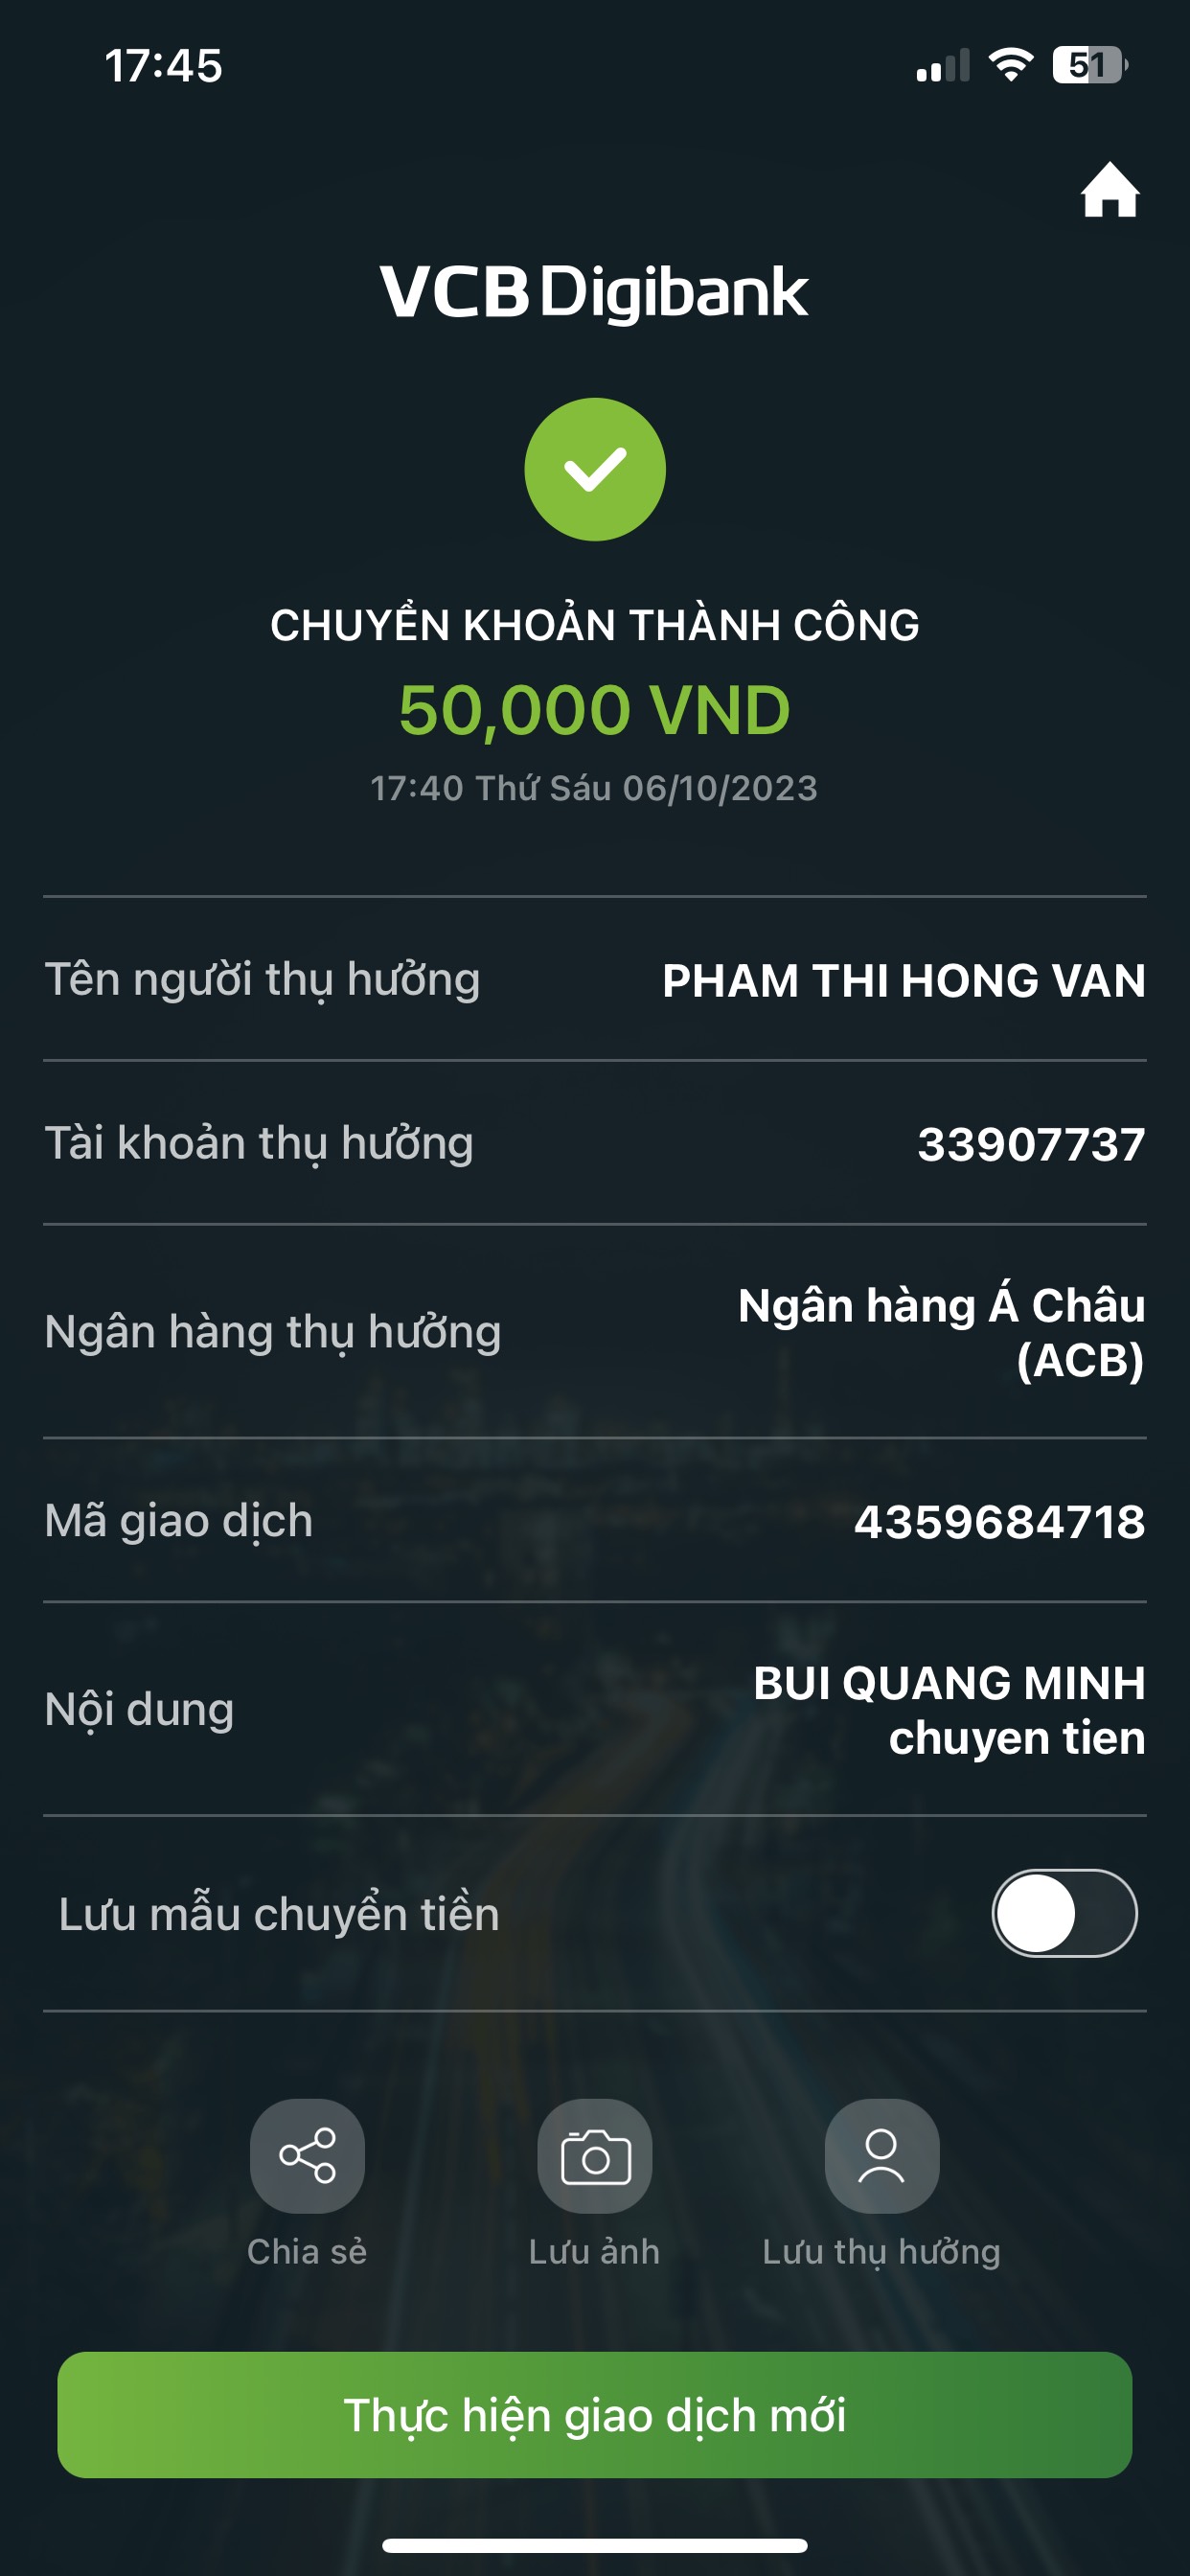 17:45
51
VCB Digibank
CHUYỂN KHOẢN THÀNH CÔNG
50,000 VND
17:40 Thứ Sáu 06/10/2023
Tên người thụ hưởng PHAM THI HONG VAN
Tài khoản thụ hưởng 33907737
Ngân hàng thụ hưởng Ngân hàng Á Châu
(ACB)
Mã giao dịch 4359684718
Nội dung BUI QUANG MINH
chuyen tien
Lưu mẫu chuyển tiền
Chia sẻ Lưu ảnh Lưu thụ hưởng
Thực hiện giao dịch mới